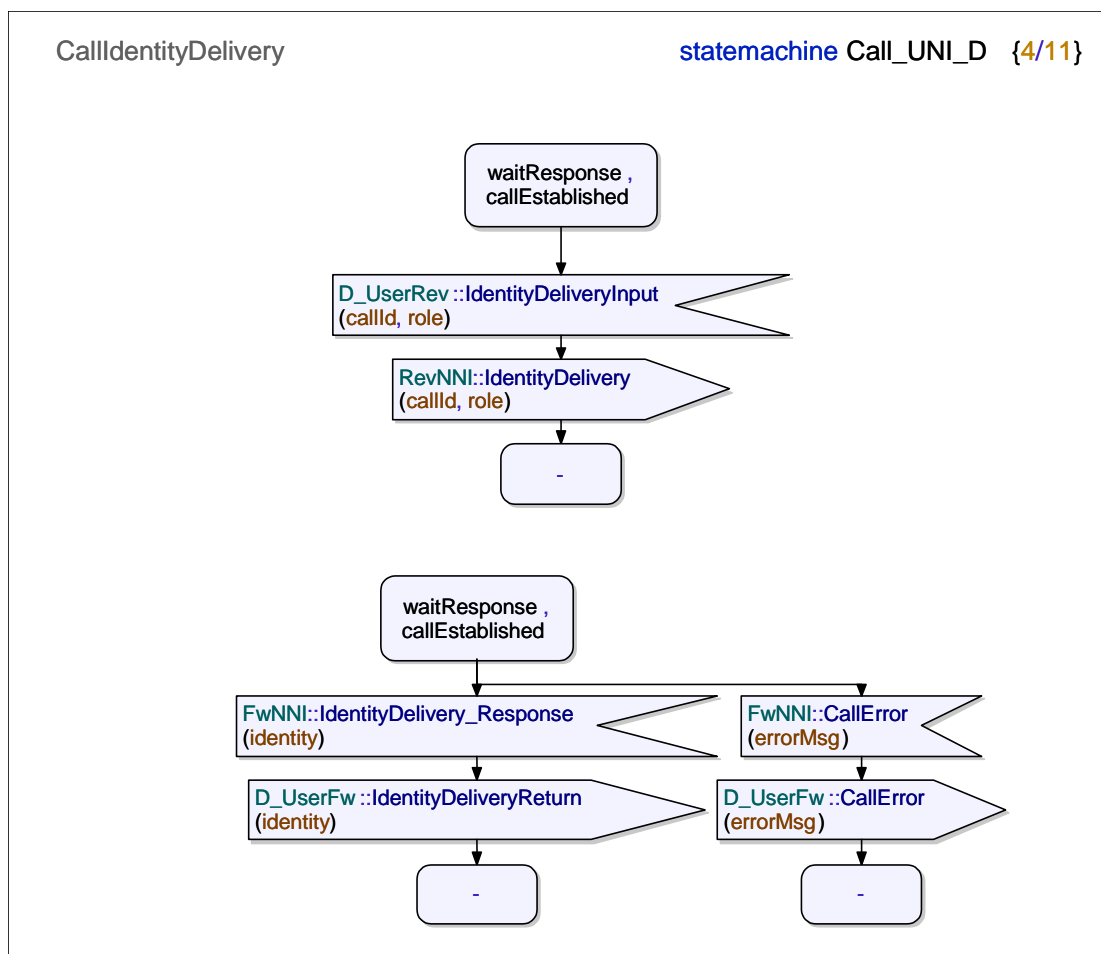 CallIdentityDelivery
statemachine Call_UNI_D {4/11}
waitResponse ,
callEstablished
D_UserRev ::IdentityDeliveryInput
(callId, role)
RevNNI::IdentityDelivery
(callId, role)
-
waitResponse ,
callEstablished
FwNNI::IdentityDelivery_Response
(identity)
FwNNI::CallError
(errorMsg)
D_UserFw ::IdentityDeliveryReturn
(identity)
D_UserFw ::CallError
(errorMsg)
-
-